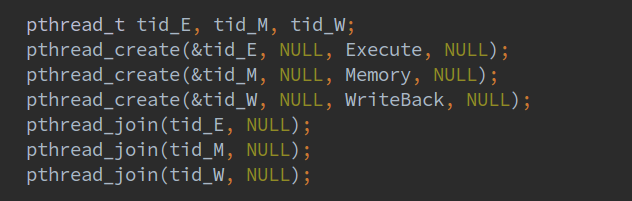 pthread_t tid_E, tid_M, tid_W;
pthread_create(&tid_E, NULL, Execute, NULL);
pthread_create(&tid_M, NULL, Memory, NULL);
pthread_create(&tid_W, NULL, WriteBack, NULL);
pthread_join(tid_E, NULL);
pthread_join(tid_M, NULL);
pthread_join(tid_W, NULL);